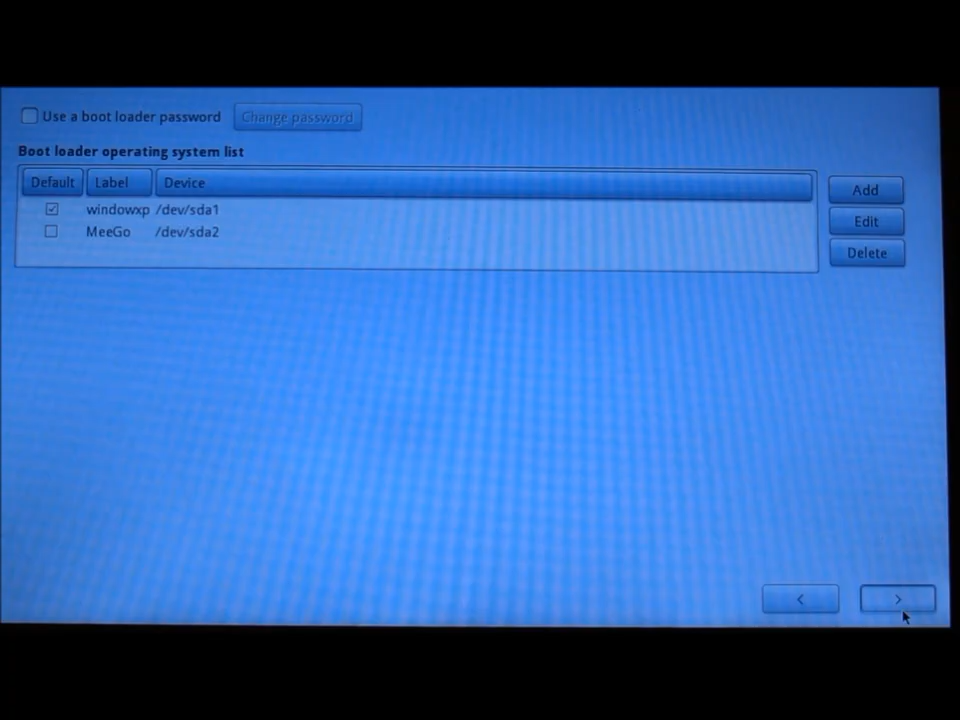 Use a boot loader password Change password
Boot loader operating system list
Default Label Device
windowxp /dev/sda1
MeeGo /dev/sda2
Add
Edit
Delete
< >